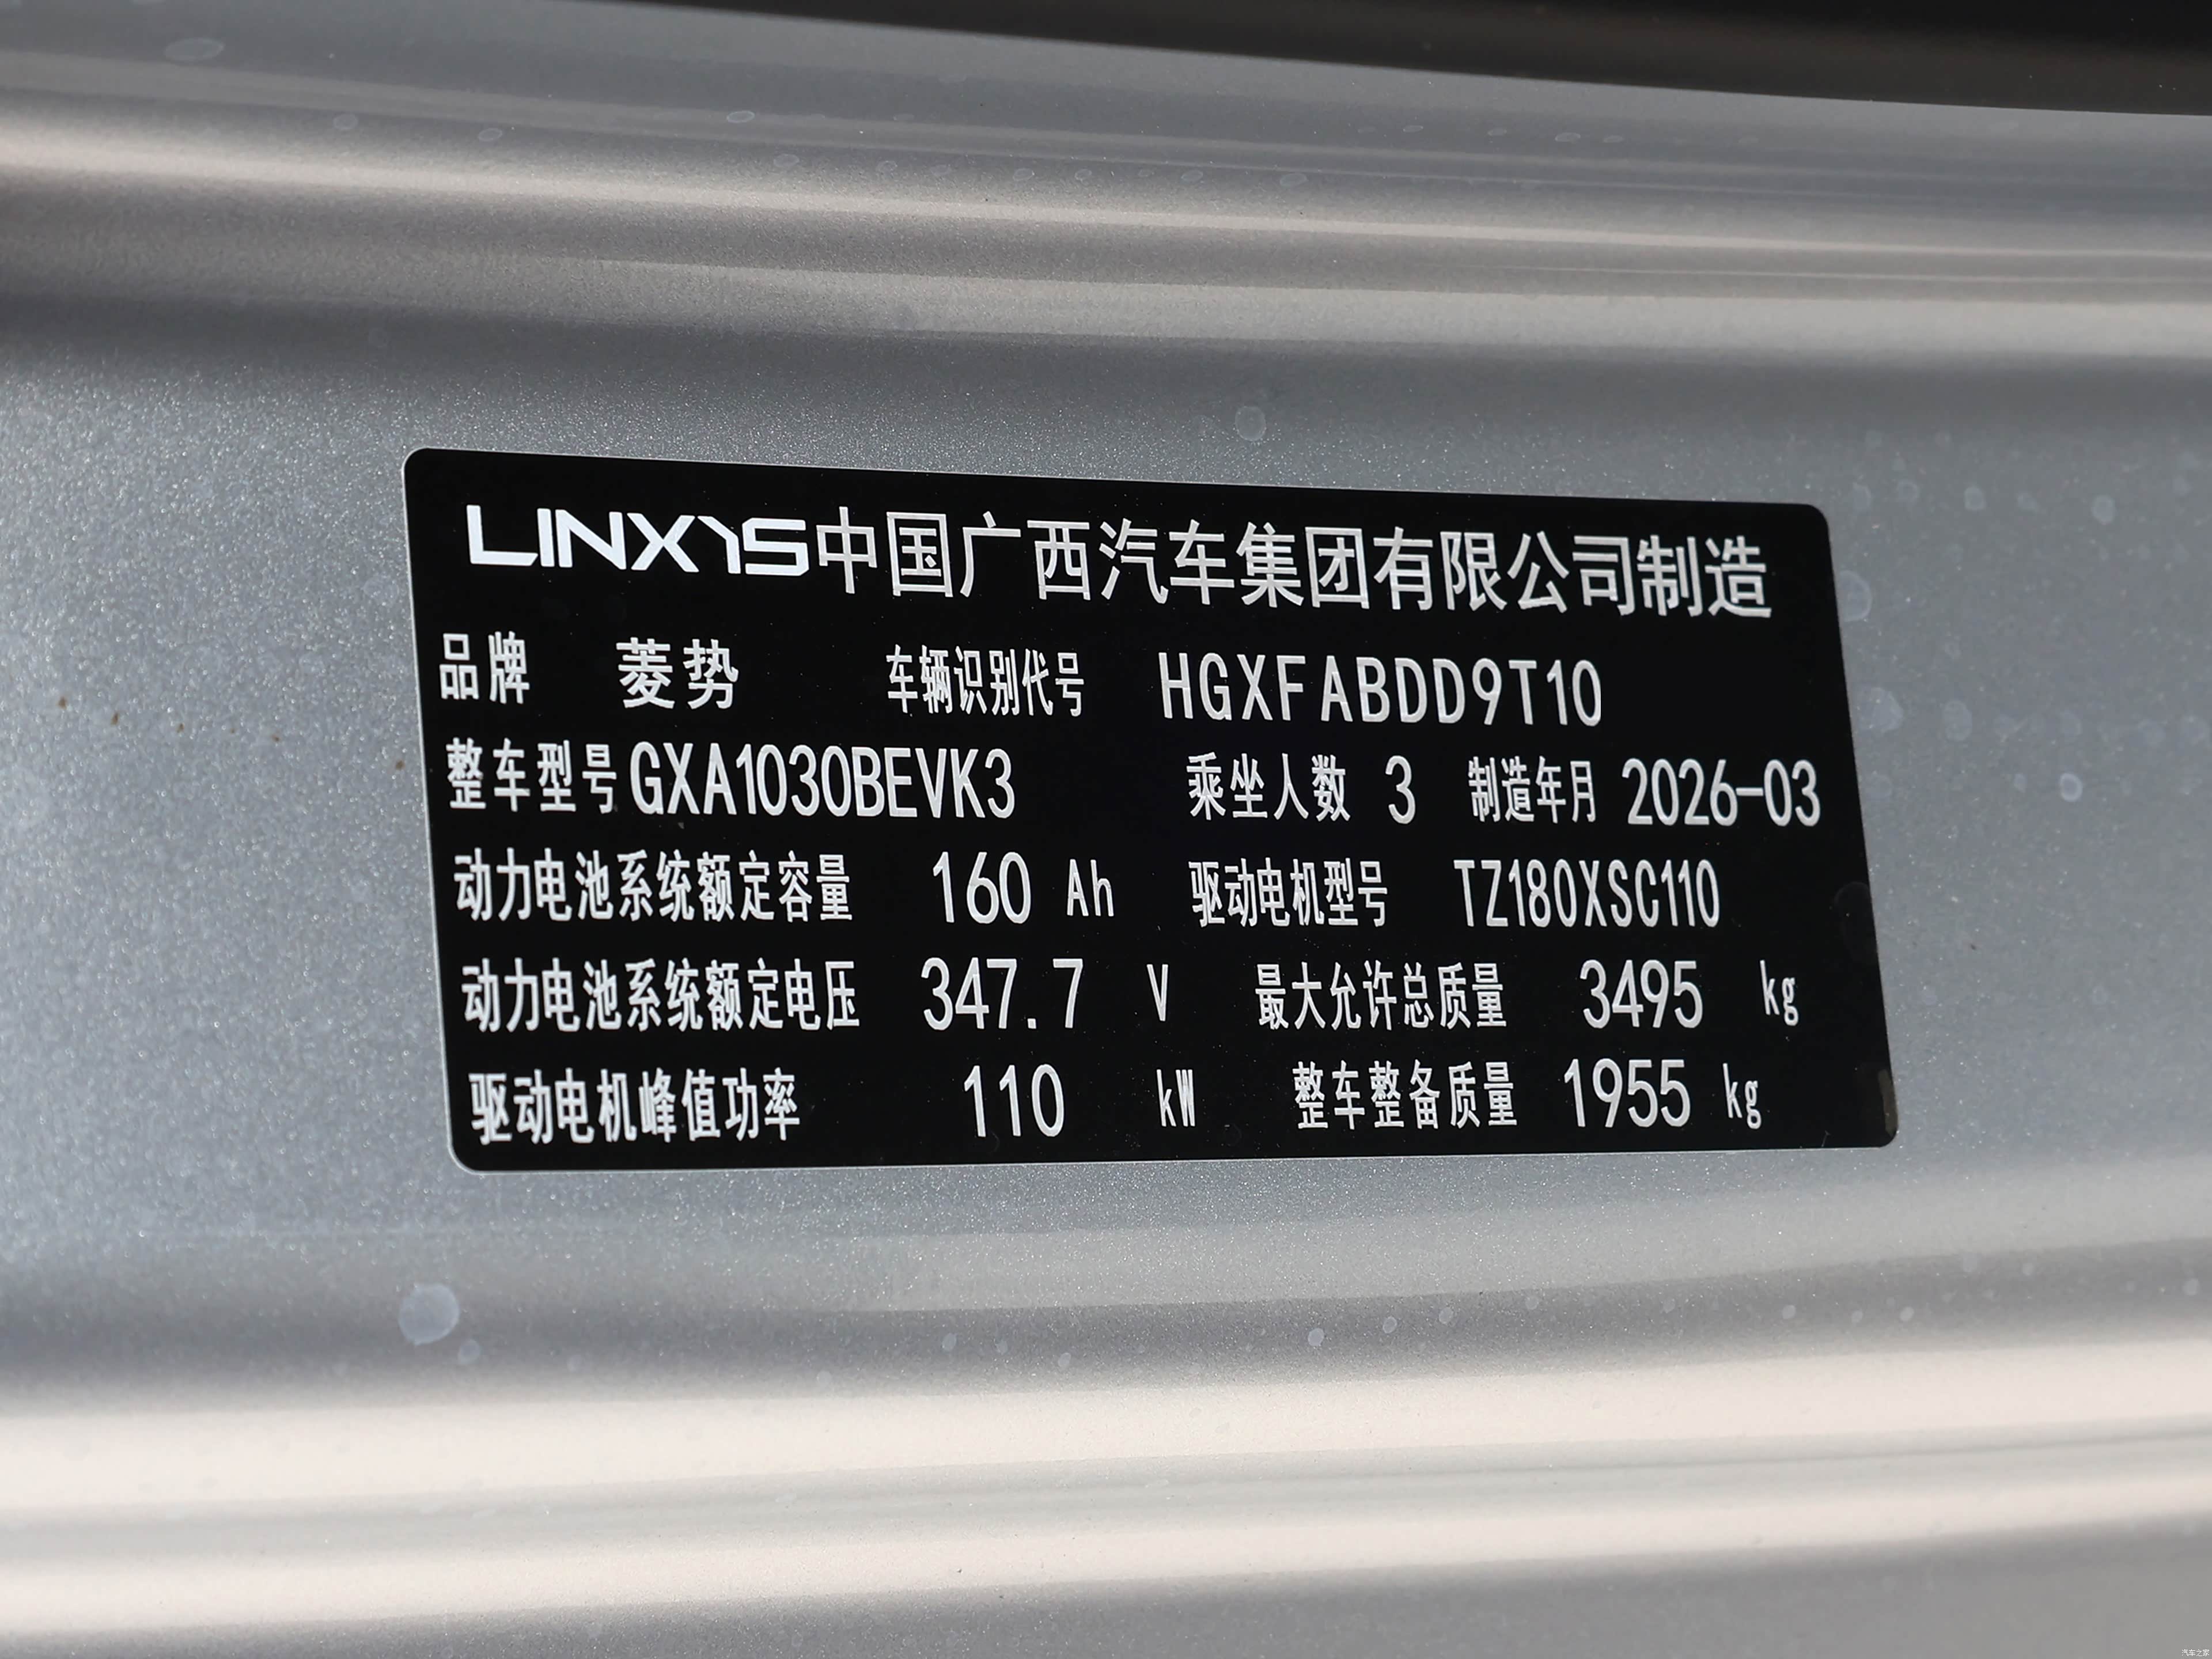 LINXYS中国广西汽车集团有限公司制造
品牌 菱势 车辆识别代号 HGXFABDD9T10
整车型号 GXA1030BEVK3 乘坐人数 3 制造年月 2026-03
动力电池系统额定容量 160 Ah 驱动电机型号 TZ180XSC110
动力电池系统额定电压 347.7 V 最大允许总质量 3495 kg
驱动电机峰值功率 110 kW 整车整备质量 1955 kg
汽车之家